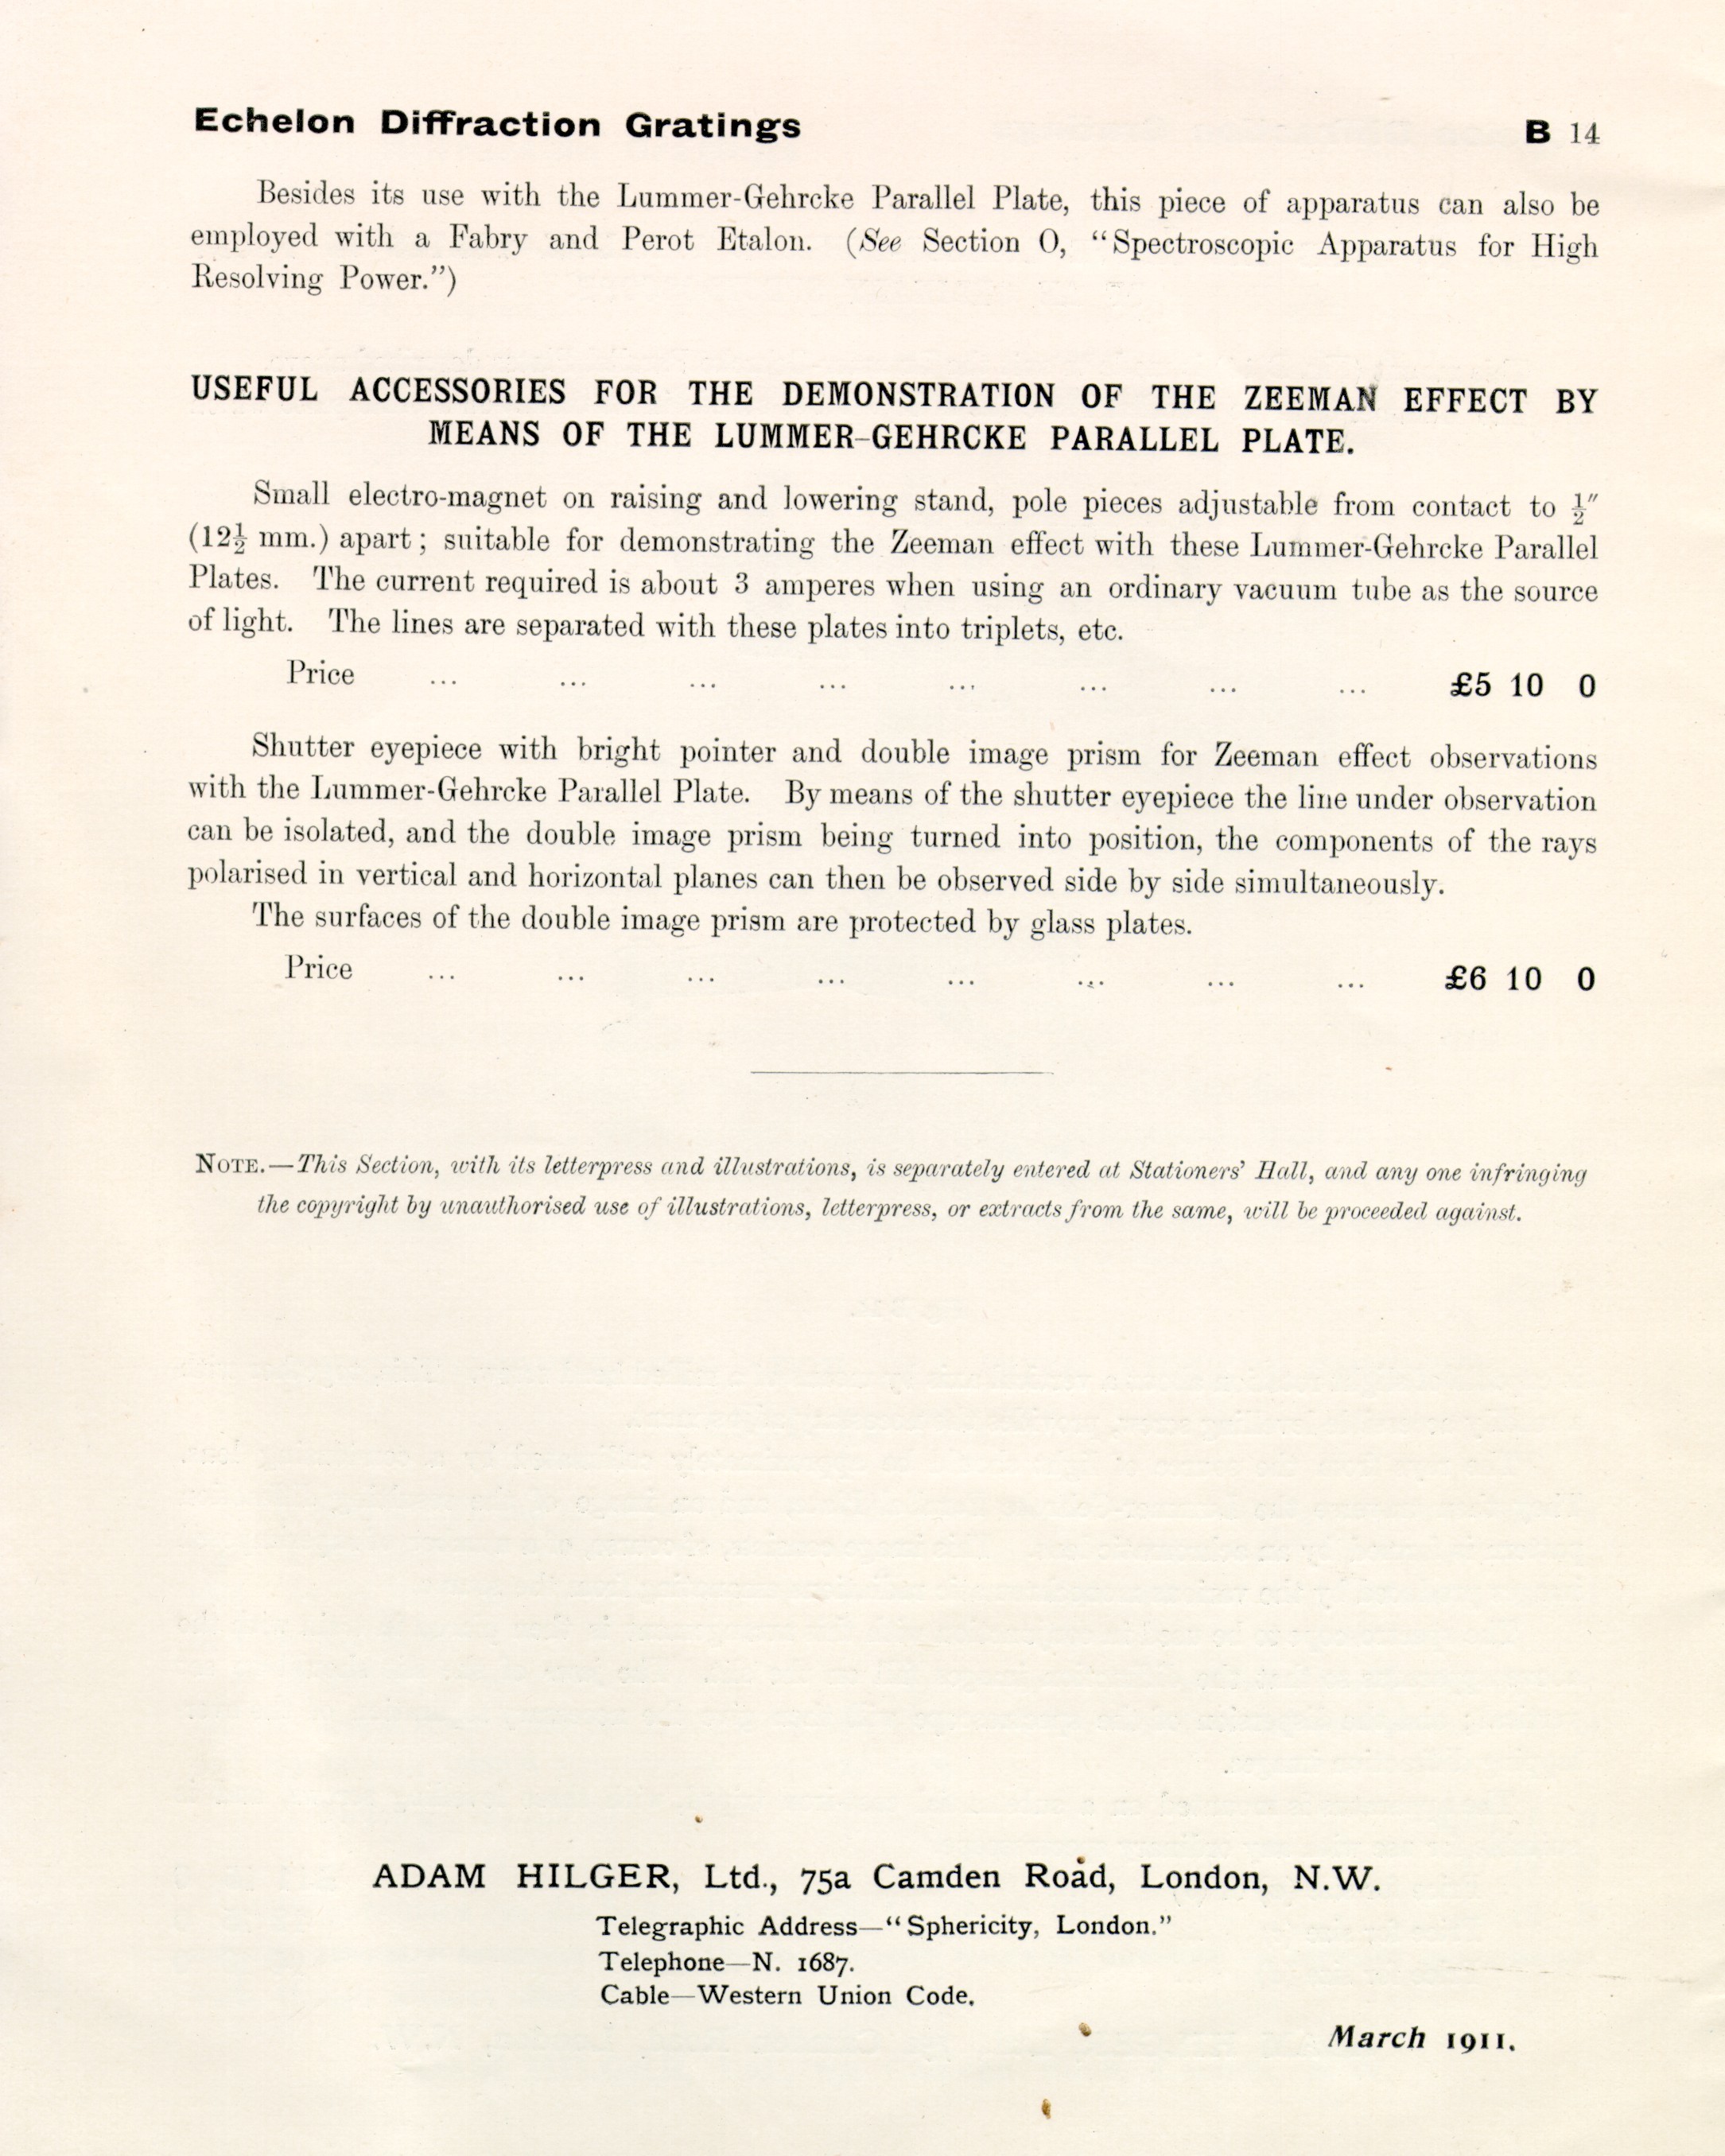 Echelon Diffraction Gratings B 14
Besides its use with the Lummer-Gehrcke Parallel Plate, this piece of apparatus can also be
employed with a Fabry and Perot Etalon. (See Section O, “Spectroscopic Apparatus for High
Resolving Power.”)
USEFUL ACCESSORIES FOR THE DEMONSTRATION OF THE ZEEMAN EFFECT BY
MEANS OF THE LUMMER-GEHRCKE PARALLEL PLATE.
Small electro-magnet on raising and lowering stand, pole pieces adjustable from contact to ½″
(12½ mm.) apart; suitable for demonstrating the Zeeman effect with these Lummer-Gehrcke Parallel
Plates. The current required is about 3 amperes when using an ordinary vacuum tube as the source
of light. The lines are separated with these plates into triplets, etc.
Price ... ... ... ... ... ... ... ... £5 10 0
Shutter eyepiece with bright pointer and double image prism for Zeeman effect observations
with the Lummer-Gehrcke Parallel Plate. By means of the shutter eyepiece the line under observation
can be isolated, and the double image prism being turned into position, the components of the rays
polarised in vertical and horizontal planes can then be observed side by side simultaneously.
The surfaces of the double image prism are protected by glass plates.
Price ... ... ... ... ... ... ... ... £6 10 0
NOTE.—This Section, with its letterpress and illustrations, is separately entered at Stationers’ Hall, and any one infringing
the copyright by unauthorised use of illustrations, letterpress, or extracts from the same, will be proceeded against.
ADAM HILGER, Ltd., 75a Camden Road, London, N.W.
Telegraphic Address—“Sphericity, London.”
Telephone—N. 1687.
Cable—Western Union Code.
March 1911.